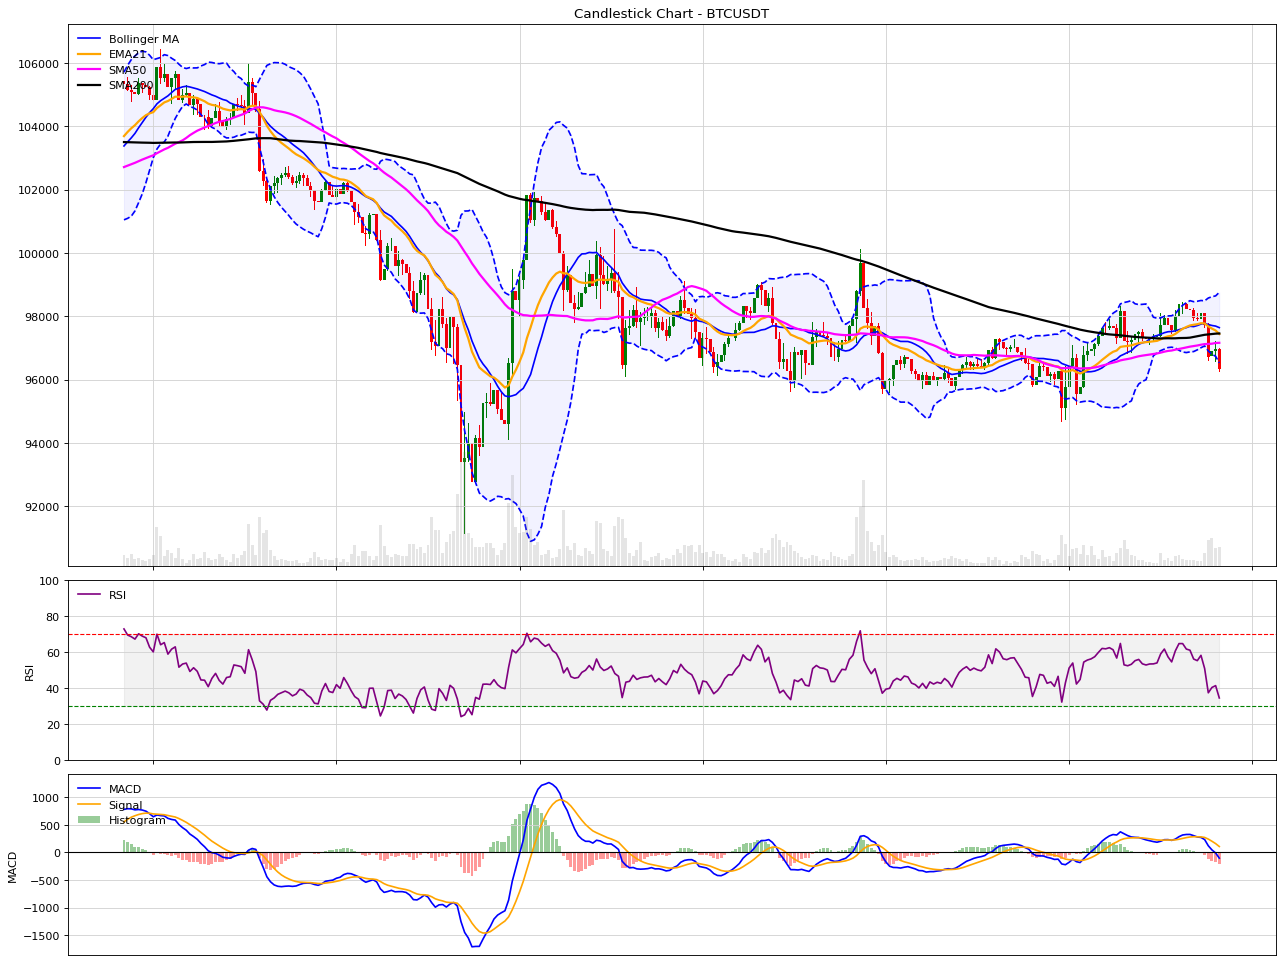 Candlestick Chart - BTCUSDT
Bollinger MA
EMA21
SMA50
SMA200
106000
104000
102000
100000
98000
96000
94000
92000
RSI
100
80
60
40
20
0
RSI
MACD
Signal
Histogram
1000
500
0
−500
−1000
−1500
MACD